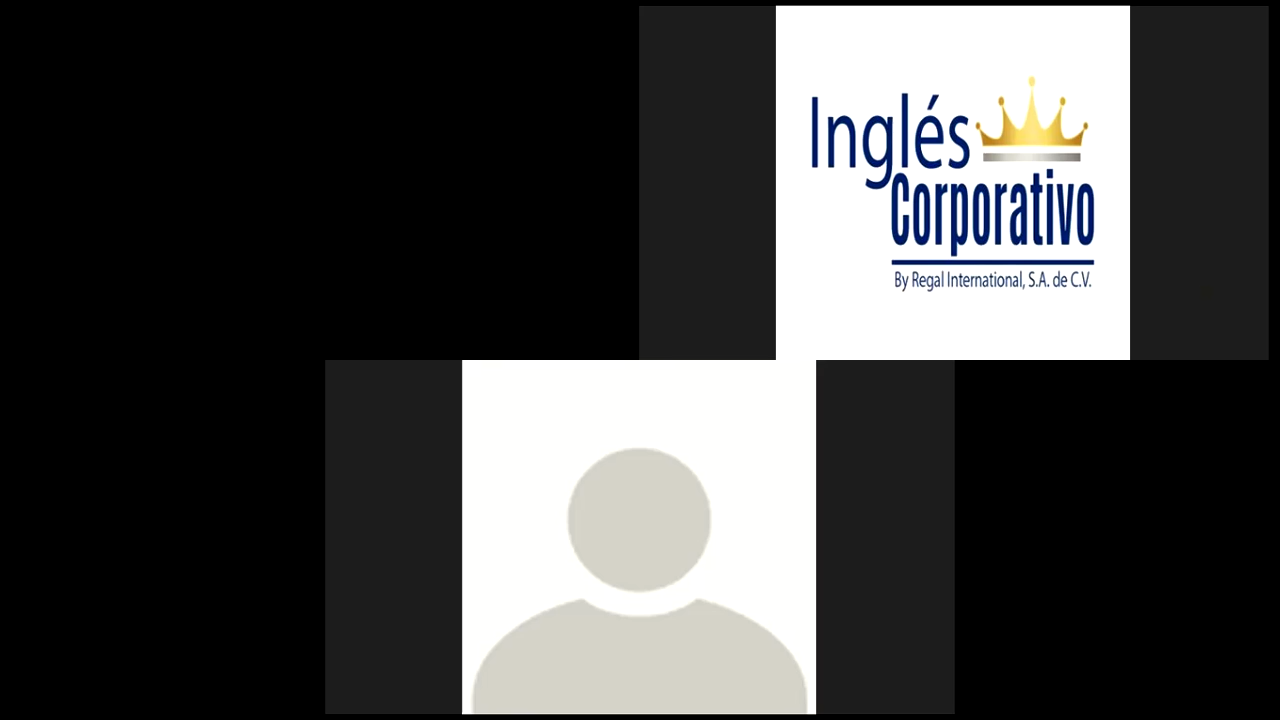 Inglés
Corporativo
By Regal International, S.A. de C.V.